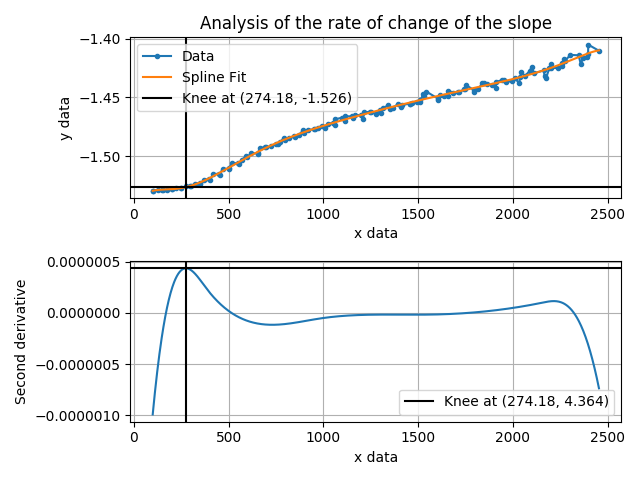 Analysis of the rate of change of the slope
−1.40
−1.45
−1.50
y data
Data
Spline Fit
Knee at (274.18, -1.526)
0 500 1000 1500 2000 2500
x data
0.0000005
0.0000000
−0.0000005
−0.0000010
Second derivative
Knee at (274.18, 4.364)
0 500 1000 1500 2000 2500
x data